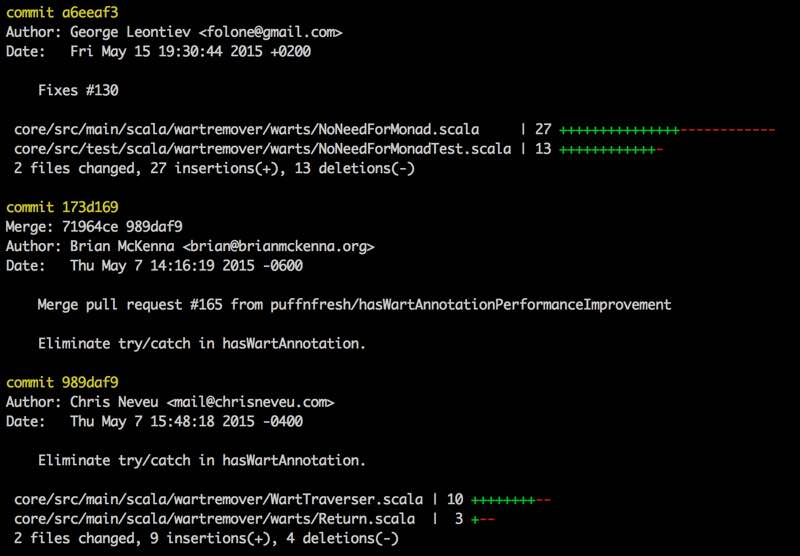 commit a6eeaf3
Author: George Leontiev <folone@gmail.com>
Date:   Fri May 15 19:30:44 2015 +0200

    Fixes #130

 core/src/main/scala/wartremover/warts/NoNeedForMonad.scala     | 27 +++++++++++++++------------
 core/src/test/scala/wartremover/warts/NoNeedForMonadTest.scala | 13 ++++++++++++-
 2 files changed, 27 insertions(+), 13 deletions(-)

commit 173d169
Merge: 71964ce 989daf9
Author: Brian McKenna <brian@brianmckenna.org>
Date:   Thu May 7 14:16:19 2015 -0600

    Merge pull request #165 from puffnfresh/hasWartAnnotationPerformanceImprovement

    Eliminate try/catch in hasWartAnnotation.

commit 989daf9
Author: Chris Neveu <mail@chrisneveu.com>
Date:   Thu May 7 15:48:18 2015 -0400

    Eliminate try/catch in hasWartAnnotation.

 core/src/main/scala/wartremover/WartTraverser.scala | 10 ++++++++--
 core/src/main/scala/wartremover/warts/Return.scala  |  3 +--
 2 files changed, 9 insertions(+), 4 deletions(-)